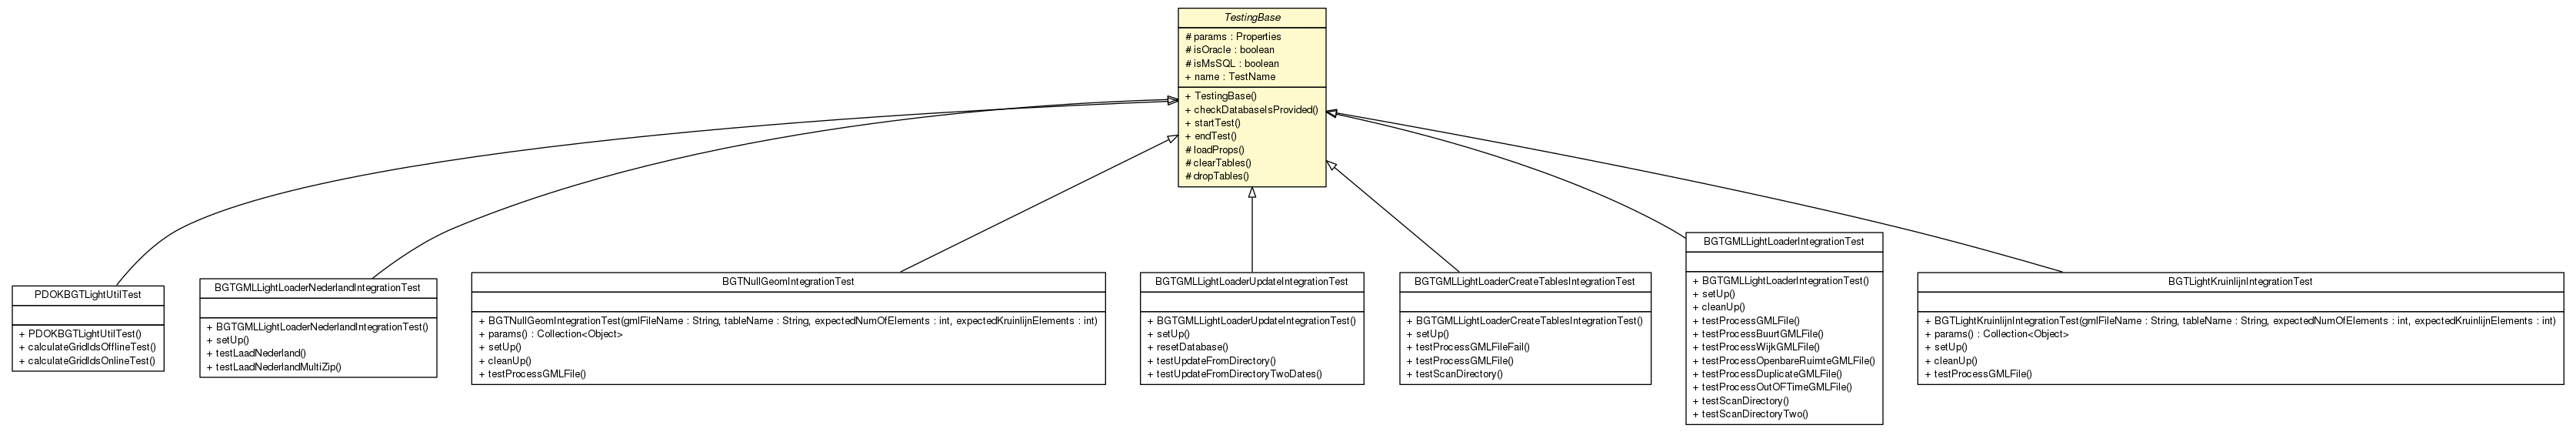 TestingBase
# params : Properties
# isOracle : boolean
# isMsSQL : boolean
+ name : TestName
+ TestingBase()
+ checkDatabaseIsProvided()
+ startTest()
+ endTest()
# loadProps()
# clearTables()
# dropTables()
PDOKBGTLightUtilTest
+ PDOKBGTLightUtilTest()
+ calculateGridIdsOfflineTest()
+ calculateGridIdsOnlineTest()
BGTGMLLightLoaderNederlandIntegrationTest
+ BGTGMLLightLoaderNederlandIntegrationTest()
+ setUp()
+ testLaadNederland()
+ testLaadNederlandMultiZip()
BGTNullGeomIntegrationTest
+ BGTNullGeomIntegrationTest(gmlFileName : String, tableName : String, expectedNumOfElements : int, expectedKruinlijnElements : int)
+ params() : Collection<Object>
+ setUp()
+ cleanUp()
+ testProcessGMLFile()
BGTGMLLightLoaderUpdateIntegrationTest
+ BGTGMLLightLoaderUpdateIntegrationTest()
+ setUp()
+ resetDatabase()
+ testUpdateFromDirectory()
+ testUpdateFromDirectoryTwoDates()
BGTGMLLightLoaderCreateTablesIntegrationTest
+ BGTGMLLightLoaderCreateTablesIntegrationTest()
+ setUp()
+ testProcessGMLFileFail()
+ testProcessGMLFile()
+ testScanDirectory()
BGTGMLLightLoaderIntegrationTest
+ BGTGMLLightLoaderIntegrationTest()
+ setUp()
+ cleanUp()
+ testProcessGMLFile()
+ testProcessBuurtGMLFile()
+ testProcessWijkGMLFile()
+ testProcessOpenbareRuimteGMLFile()
+ testProcessDuplicateGMLFile()
+ testProcessOutOFTimeGMLFile()
+ testScanDirectory()
+ testScanDirectoryTwo()
BGTLightKruinlijnIntegrationTest
+ BGTLightKruinlijnIntegrationTest(gmlFileName : String, tableName : String, expectedNumOfElements : int, expectedKruinlijnElements : int)
+ params() : Collection<Object>
+ setUp()
+ cleanUp()
+ testProcessGMLFile()